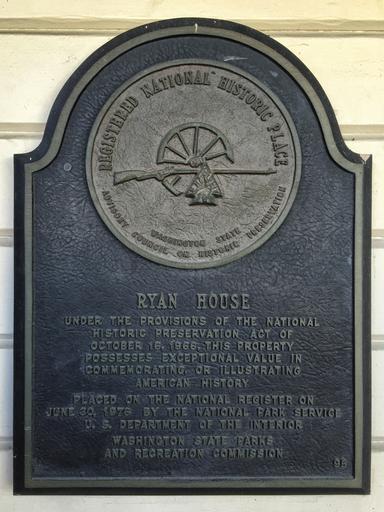 REGISTERED NATIONAL HISTORIC PLACE
WASHINGTON STATE
ADVISORY COUNCIL ON HISTORIC PRESERVATION
RYAN HOUSE
UNDER THE PROVISIONS OF THE NATIONAL
HISTORIC PRESERVATION ACT OF
OCTOBER 15, 1966, THIS PROPERTY
POSSESSES EXCEPTIONAL VALUE IN
COMMEMORATING OR ILLUSTRATING
AMERICAN HISTORY
PLACED ON THE NATIONAL REGISTER ON
JUNE 30, 1976 BY THE NATIONAL PARK SERVICE
U. S. DEPARTMENT OF THE INTERIOR
WASHINGTON STATE PARKS
AND RECREATION COMMISSION